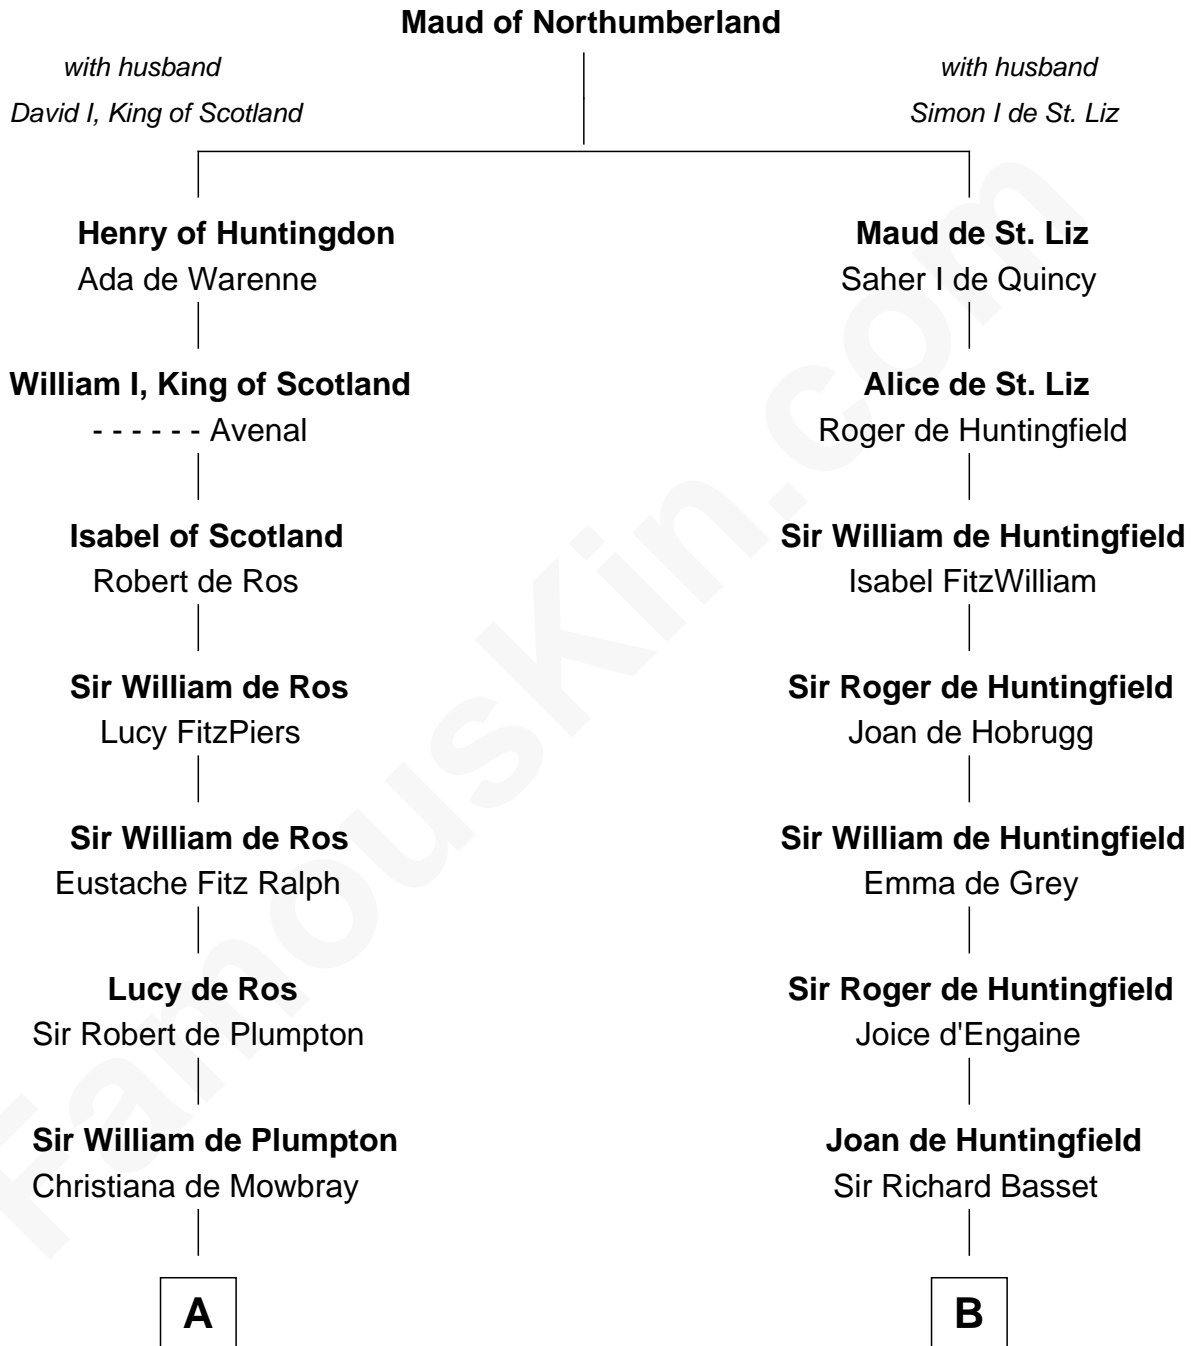 Maud of Northumberland
with husband
David I, King of Scotland
with husband
Simon I de St. Liz
Henry of Huntingdon
Ada de Warenne
Maud de St. Liz
Saher I de Quincy
William I, King of Scotland
- - - - - - Avenal
Alice de St. Liz
Roger de Huntingfield
Isabel of Scotland
Robert de Ros
Sir William de Huntingfield
Isabel FitzWilliam
Sir William de Ros
Lucy FitzPiers
Sir Roger de Huntingfield
Joan de Hobrugg
Sir William de Ros
Eustache Fitz Ralph
Sir William de Huntingfield
Emma de Grey
Lucy de Ros
Sir Robert de Plumpton
Sir Roger de Huntingfield
Joice d'Engaine
Sir William de Plumpton
Christiana de Mowbray
Joan de Huntingfield
Sir Richard Basset
A
B
FamousKin.com